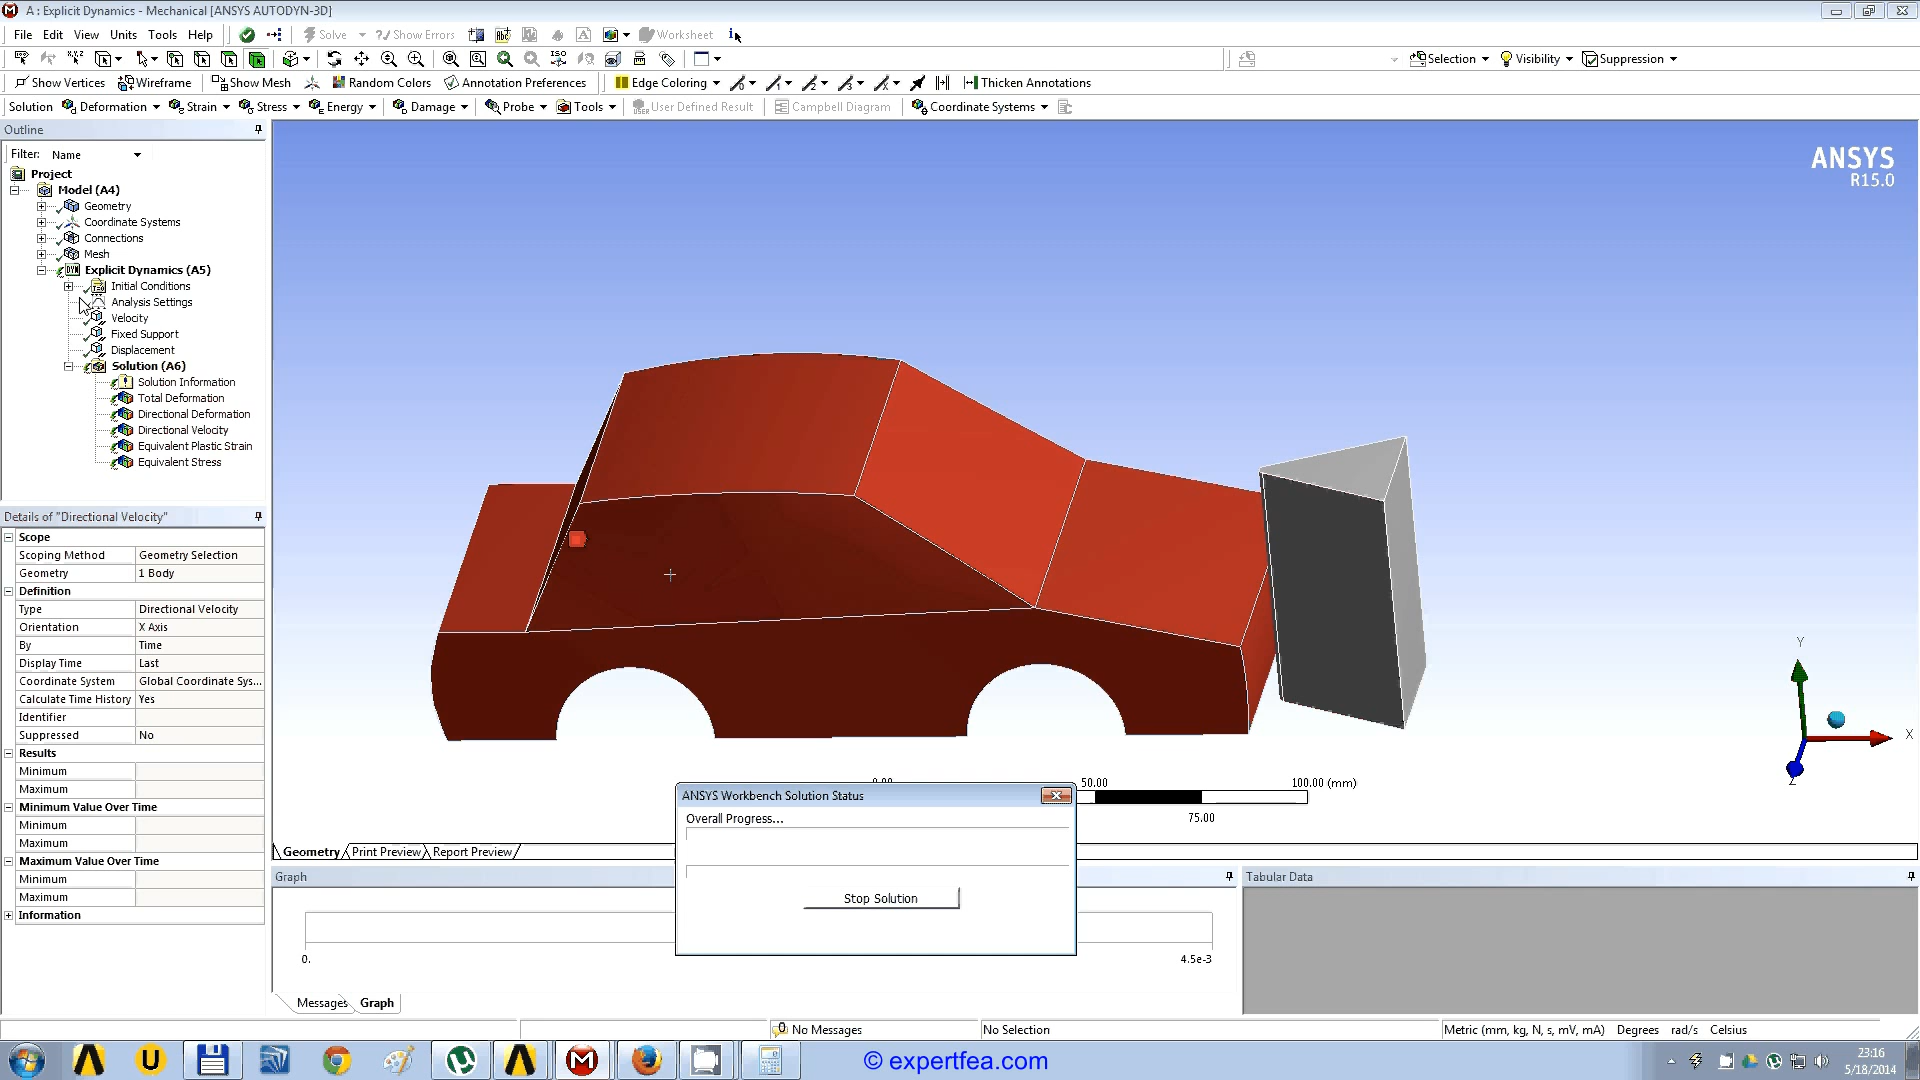 A : Explicit Dynamics - Mechanical [ANSYS AUTODYN-3D]
File Edit View Units Tools Help Solve ?/ Show Errors Worksheet
Selection Visibility Suppression
Show Vertices Wireframe Show Mesh Random Colors Annotation Preferences Edge Coloring Thicken Annotations
Solution Deformation Strain Stress Energy Damage Probe Tools User Defined Result Campbell Diagram Coordinate Systems
Outline
Filter: Name
Project
Model (A4)
Geometry
Coordinate Systems
Connections
Mesh
Explicit Dynamics (A5)
Initial Conditions
Analysis Settings
Velocity
Fixed Support
Displacement
Solution (A6)
Solution Information
Total Deformation
Directional Deformation
Directional Velocity
Equivalent Plastic Strain
Equivalent Stress
Details of "Directional Velocity"
Scope
Scoping Method Geometry Selection
Geometry 1 Body
Definition
Type Directional Velocity
Orientation X Axis
By Time
Display Time Last
Coordinate System Global Coordinate Sys...
Calculate Time History Yes
Identifier
Suppressed No
Results
Minimum
Maximum
Minimum Value Over Time
Minimum
Maximum
Maximum Value Over Time
Minimum
Maximum
Information
ANSYS
R15.0
Y
X
Z
0.00 50.00 100.00 (mm)
75.00
Geometry Print Preview Report Preview
ANSYS Workbench Solution Status
Overall Progress...
Stop Solution
Graph
0. 4.5e-3
Messages Graph
Tabular Data
No Messages No Selection Metric (mm, kg, N, s, mV, mA) Degrees rad/s Celsius
© expertfea.com
23:16
5/18/2014